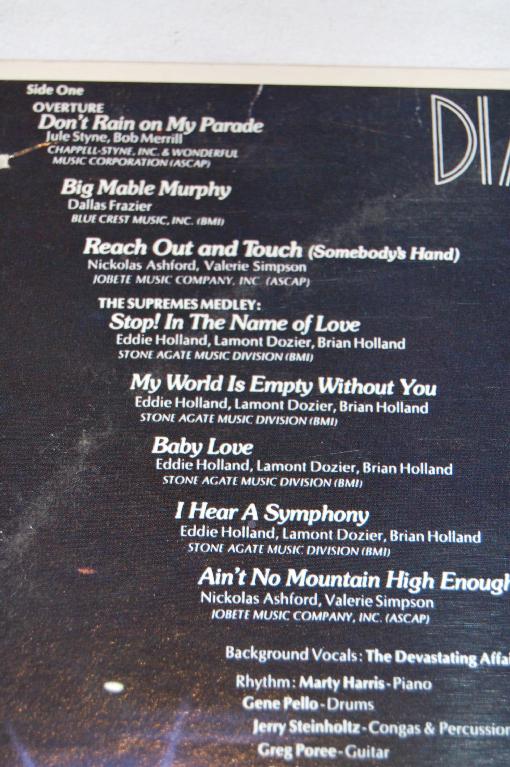 Side One
OVERTURE
Don't Rain on My Parade
Jule Styne, Bob Merrill
CHAPPELL-STYNE, INC. & WONDERFUL
MUSIC CORPORATION (ASCAP)
DIA
Big Mable Murphy
Dallas Frazier
BLUE CREST MUSIC, INC. (BMI)
Reach Out and Touch (Somebody's Hand)
Nickolas Ashford, Valerie Simpson
JOBETE MUSIC COMPANY, INC. (ASCAP)
THE SUPREMES MEDLEY:
Stop! In The Name of Love
Eddie Holland, Lamont Dozier, Brian Holland
STONE AGATE MUSIC DIVISION (BMI)
My World Is Empty Without You
Eddie Holland, Lamont Dozier, Brian Holland
STONE AGATE MUSIC DIVISION (BMI)
Baby Love
Eddie Holland, Lamont Dozier, Brian Holland
STONE AGATE MUSIC DIVISION (BMI)
I Hear A Symphony
Eddie Holland, Lamont Dozier, Brian Holland
STONE AGATE MUSIC DIVISION (BMI)
Ain't No Mountain High Enough
Nickolas Ashford, Valerie Simpson
JOBETE MUSIC COMPANY, INC. (ASCAP)
Background Vocals: The Devastating Affai
Rhythm: Marty Harris-Piano
Gene Pello-Drums
Jerry Steinholtz-Congas & Percussion
Greg Poree-Guitar